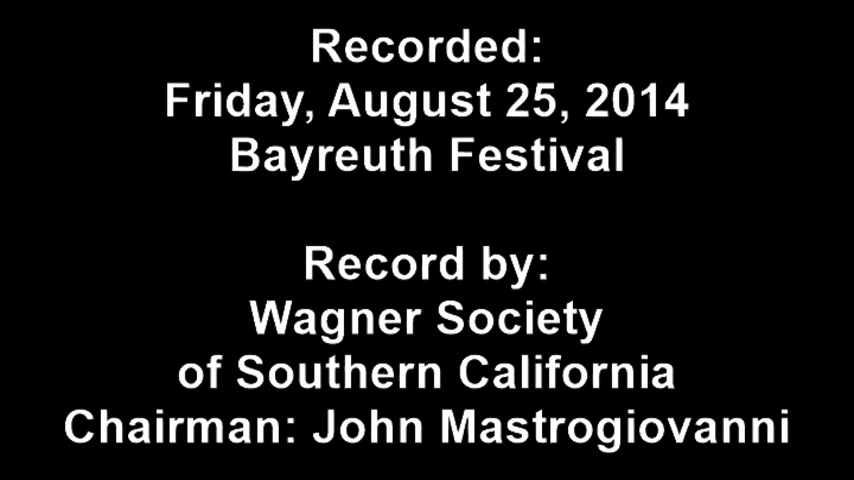 Recorded:
Friday, August 25, 2014
Bayreuth Festival
Record by:
Wagner Society
of Southern California
Chairman: John Mastrogiovanni